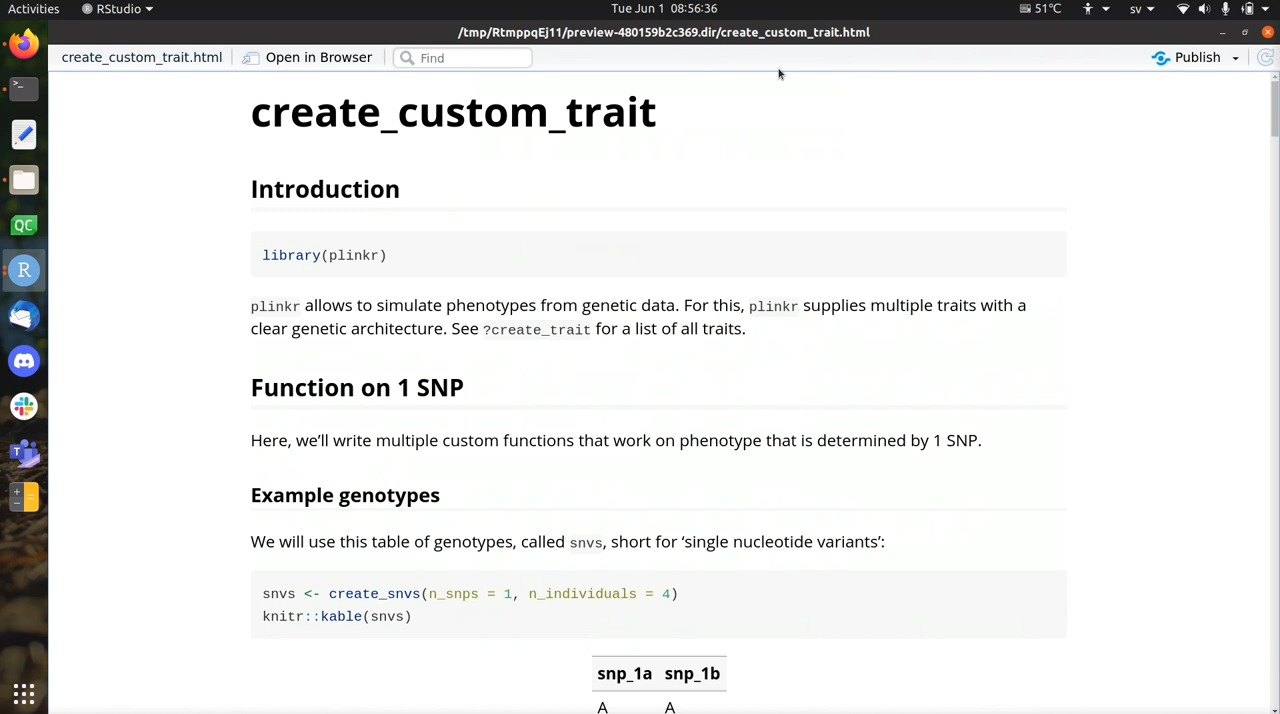 Activities RStudio Tue Jun 1 08:56:36 51°C sv
/tmp/RtmppqEj11/preview-480159b2c369.dir/create_custom_trait.html
create_custom_trait.html Open in Browser Find Publish
create_custom_trait
Introduction
library(plinkr)
plinkr allows to simulate phenotypes from genetic data. For this, plinkr supplies multiple traits with a
clear genetic architecture. See ?create_trait for a list of all traits.
Function on 1 SNP
Here, we’ll write multiple custom functions that work on phenotype that is determined by 1 SNP.
Example genotypes
We will use this table of genotypes, called snvs, short for ‘single nucleotide variants’:
snvs <- create_snvs(n_snps = 1, n_individuals = 4)
knitr::kable(snvs)
snp_1a snp_1b
A A
QC
R